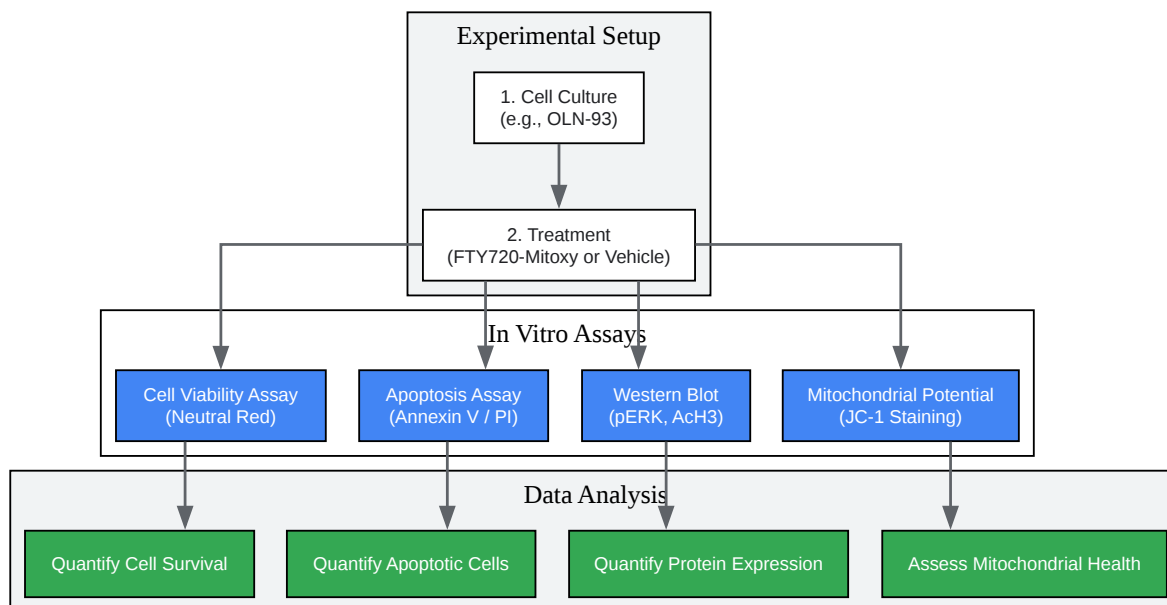 Experimental Setup
1. Cell Culture
(e.g., OLN-93)
2. Treatment
(FTY720-Mitoxy or Vehicle)
In Vitro Assays
Cell Viability Assay
(Neutral Red)
Apoptosis Assay
(Annexin V / PI)
Western Blot
(pERK, AcH3)
Mitochondrial Potential
(JC-1 Staining)
Data Analysis
Quantify Cell Survival
Quantify Apoptotic Cells
Quantify Protein Expression
Assess Mitochondrial Health